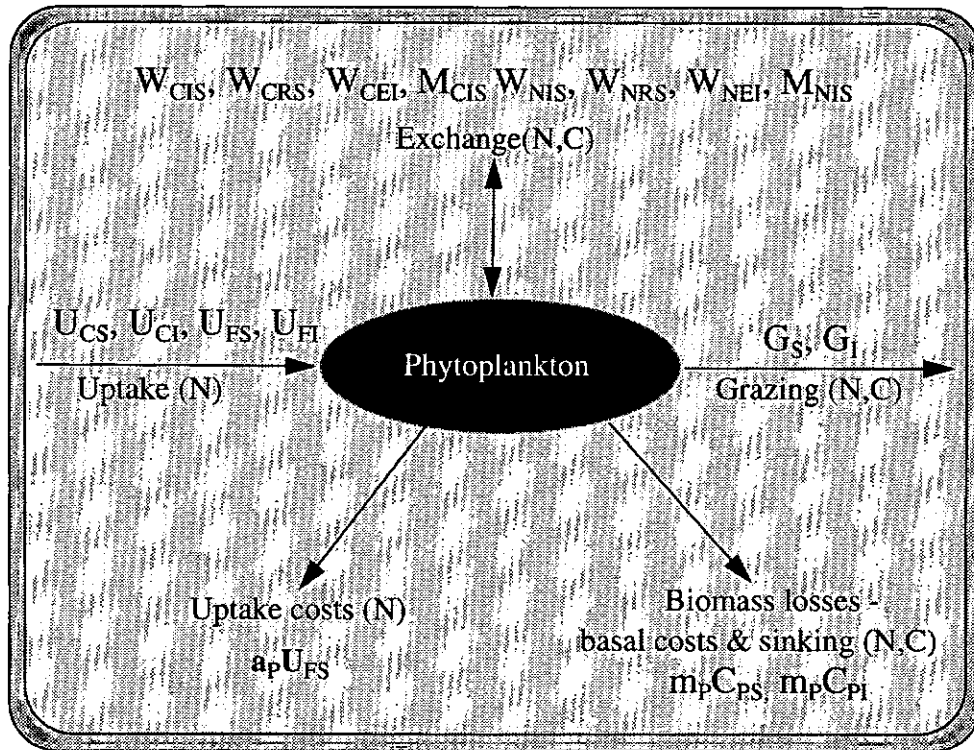 W_CIS, W_CRS, W_CEI, M_CIS W_NIS, W_NRS, W_NEI, M_NIS
Exchange(N,C)
U_CS, U_CI, U_FS, U_FI
Uptake (N)
Phytoplankton
G_S, G_I
Grazing (N,C)
Uptake costs (N)
a_PU_FS
Biomass losses -
basal costs & sinking (N,C)
m_PC_PS, m_PC_PI